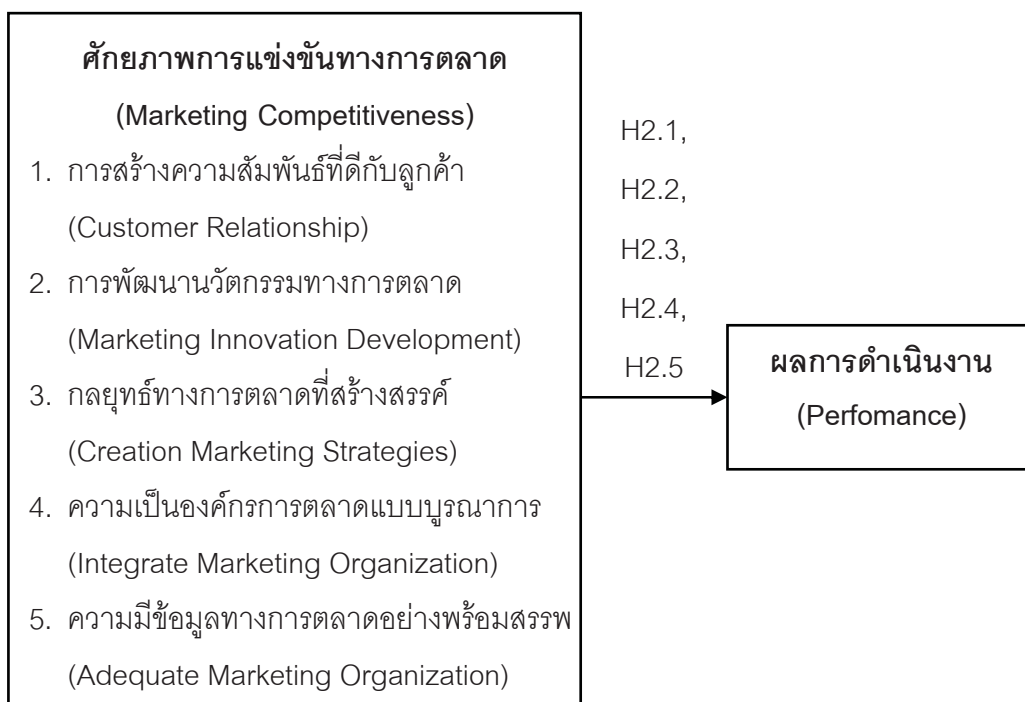 ศักยภาพการแข่งขันทางการตลาด
(Marketing Competitiveness)
1. การสร้างความสัมพันธ์ที่ดีกับลูกค้า
(Customer Relationship)
2. การพัฒนานวัตกรรมทางการตลาด
(Marketing Innovation Development)
3. กลยุทธ์ทางการตลาดที่สร้างสรรค์
(Creation Marketing Strategies)
4. ความเป็นองค์กรการตลาดแบบบูรณาการ
(Integrate Marketing Organization)
5. ความมีข้อมูลทางการตลาดอย่างพร้อมสรรพ
(Adequate Marketing Organization)
H2.1,
H2.2,
H2.3,
H2.4,
H2.5
ผลการดำเนินงาน
(Perfomance)